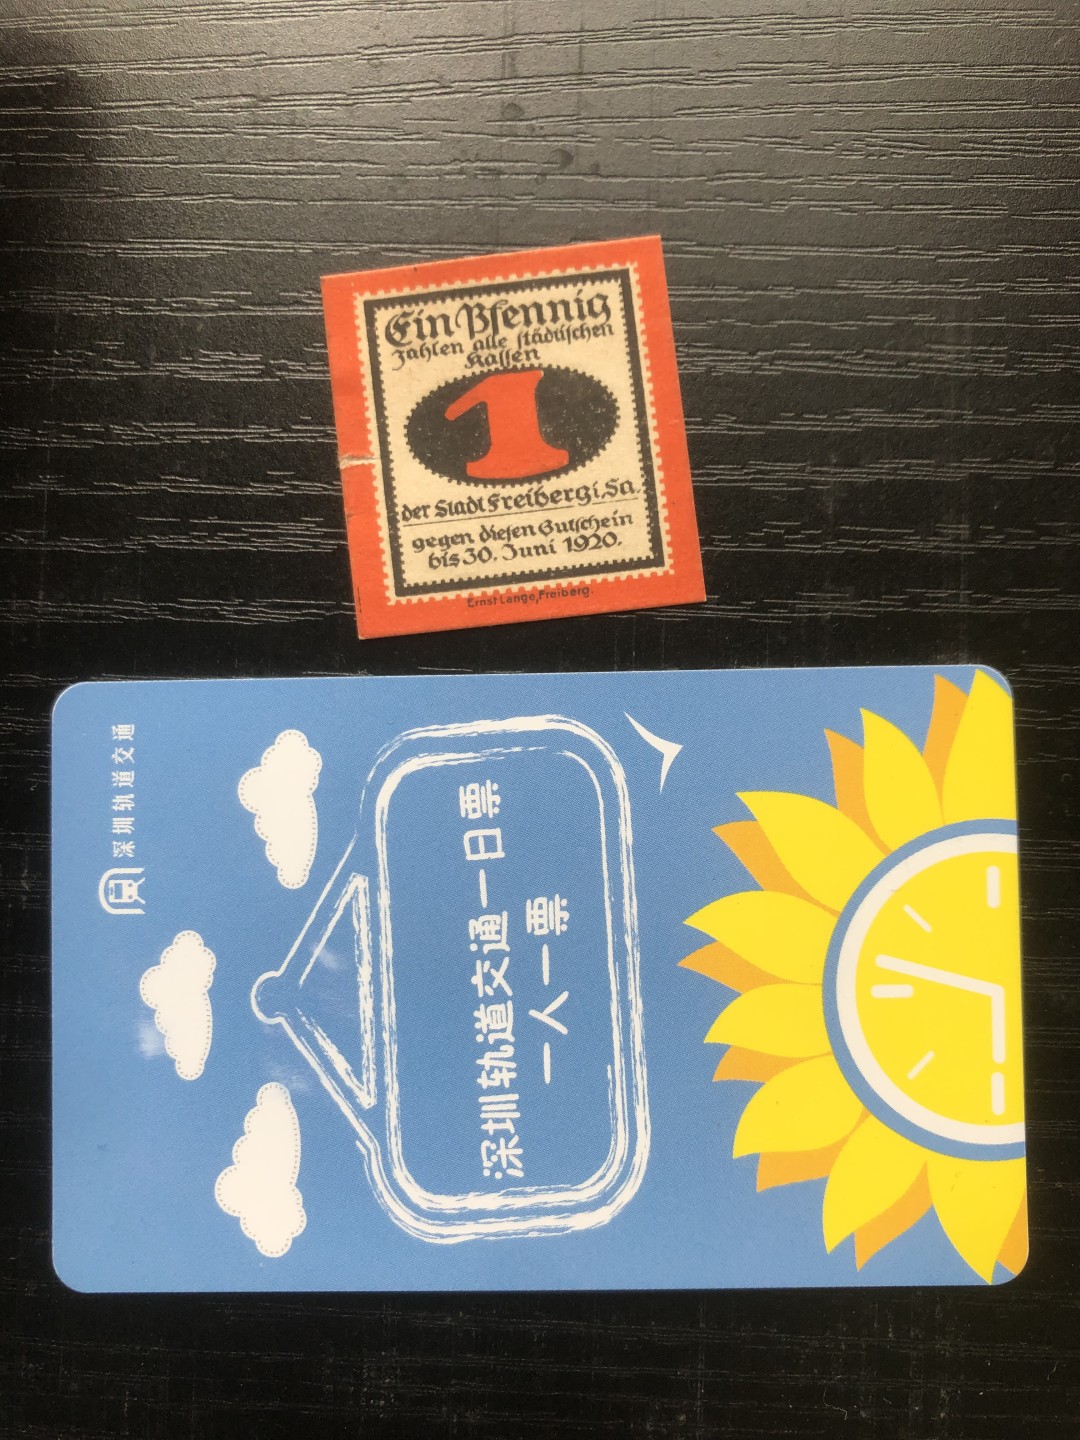 Ein Pfennig
zahlen alle städtischen
Kassen
1
der Stadt Freiberg i. Sa.
gegen diesen Gutschein
bis 30. Juni 1920.
Ernst Lange, Freiberg.
深圳轨道交通
深圳轨道交通一日票
一人一票